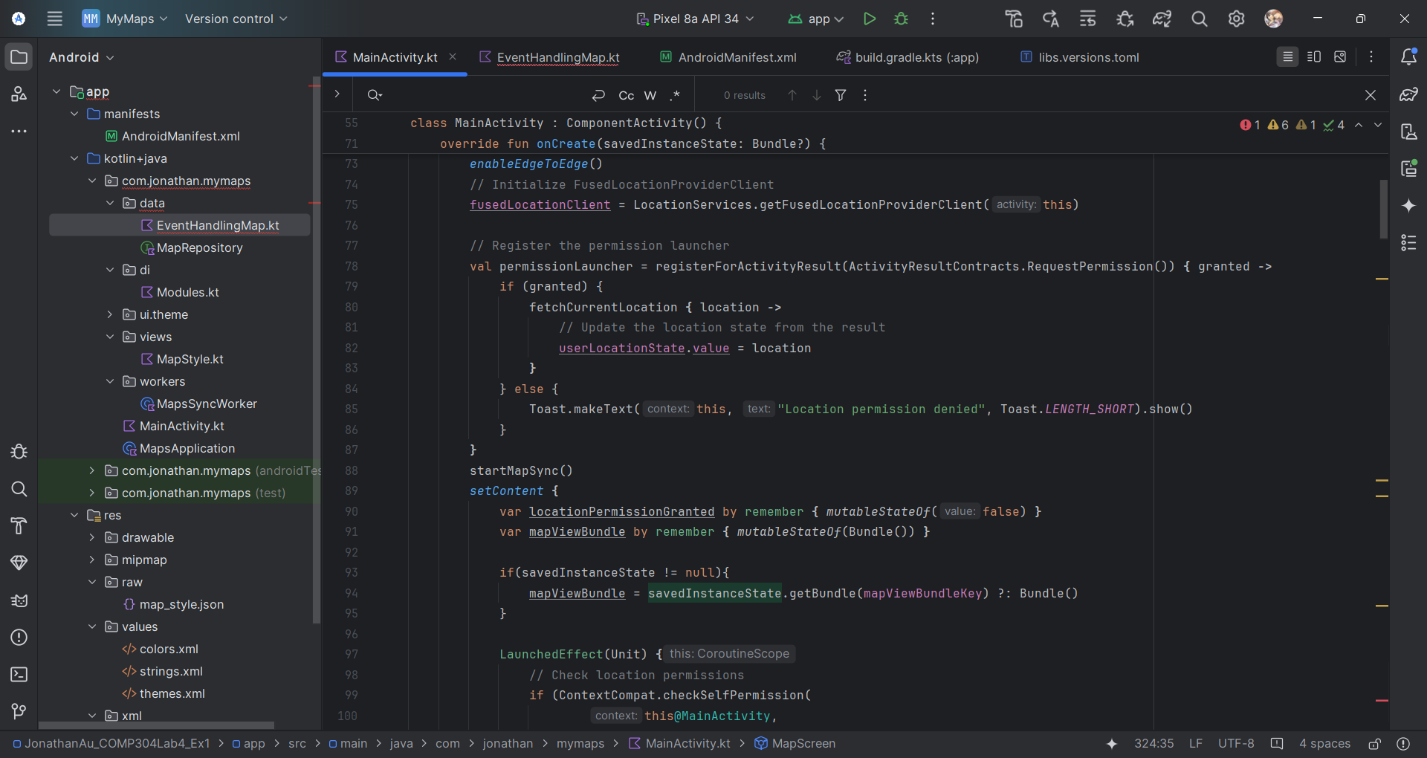 MM MyMaps Version control Pixel 8a API 34 app
Android
MainActivity.kt EventHandlingMap.kt AndroidManifest.xml build.gradle.kts (:app) libs.versions.toml
Cc W .* 0 results
app
manifests
AndroidManifest.xml
kotlin+java
com.jonathan.mymaps
data
EventHandlingMap.kt
MapRepository
di
Modules.kt
ui.theme
views
MapStyle.kt
workers
MapsSyncWorker
MainActivity.kt
MapsApplication
com.jonathan.mymaps (androidTes
com.jonathan.mymaps (test)
res
drawable
mipmap
raw
map_style.json
values
colors.xml
strings.xml
themes.xml
xml
1 6 1 4
55 class MainActivity : ComponentActivity() {
71 override fun onCreate(savedInstanceState: Bundle?) {
73 enableEdgeToEdge()
74 // Initialize FusedLocationProviderClient
75 fusedLocationClient = LocationServices.getFusedLocationProviderClient( activity: this)
76
77 // Register the permission launcher
78 val permissionLauncher = registerForActivityResult(ActivityResultContracts.RequestPermission()) { granted ->
79 if (granted) {
80 fetchCurrentLocation { location ->
81 // Update the location state from the result
82 userLocationState.value = location
83 }
84 } else {
85 Toast.makeText( context: this, text: "Location permission denied", Toast.LENGTH_SHORT).show()
86 }
87 }
88 startMapSync()
89 setContent {
90 var locationPermissionGranted by remember { mutableStateOf( value: false) }
91 var mapViewBundle by remember { mutableStateOf(Bundle()) }
92
93 if(savedInstanceState != null){
94 mapViewBundle = savedInstanceState.getBundle(mapViewBundleKey) ?: Bundle()
95 }
96
97 LaunchedEffect(Unit) { this: CoroutineScope
98 // Check location permissions
99 if (ContextCompat.checkSelfPermission(
100 context: this@MainActivity,
JonathanAu_COMP304Lab4_Ex1 > app > src > main > java > com > jonathan > mymaps > MainActivity.kt > MapScreen 324:35 LF UTF-8 4 spaces